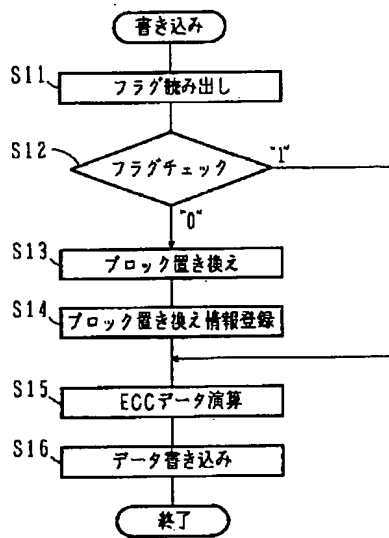 書き込み
S11
フラグ読み出し
S12
フラグチェック
"1"
"0"
S13
ブロック置き換え
S14
ブロック置き換え情報登録
S15
ECCデータ演算
S16
データ書き込み
終了